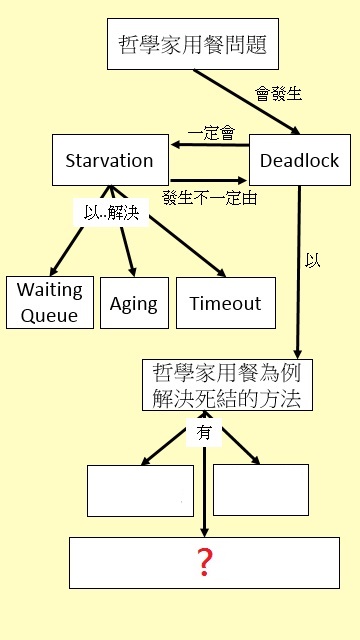 哲學家用餐問題
會發生
一定會
Starvation
Deadlock
發生不一定由
以..解決
以
Waiting
Queue
Aging
Timeout
哲學家用餐為例
解決死結的方法
有
?